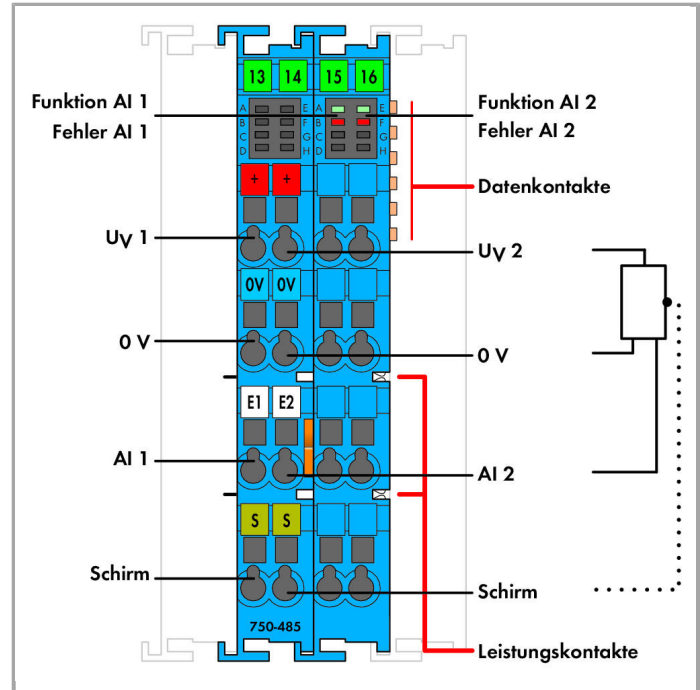 13 14 15 16
Funktion AI 1
Fehler AI 1
A E A E
B F B F
C G C G
D H D H
Funktion AI 2
Fehler AI 2
+ +
Datenkontakte
UV 1
UV 2
0V 0V
0 V
0 V
E1 E2
AI 1
AI 2
S S
Schirm
Schirm
750-485
Leistungskontakte